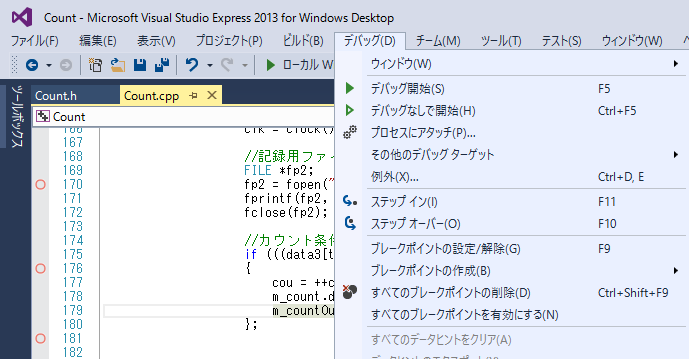 Count - Microsoft Visual Studio Express 2013 for Windows Desktop
ファイル(F) 編集(E) 表示(V) プロジェクト(P) ビルド(B) デバッグ(D) チーム(M) ツール(T) テスト(S) ウィンドウ(W)
ローカル W
ツールボックス
Count.h Count.cpp
Count
166 clk = clock()
167
168 //記録用ファイ
169 FILE *fp2;
170 fp2 = fopen("
171 fprintf(fp2,
172 fclose(fp2);
173
174 //カウント条件
175 if (((data3[t
176 {
177 cou = ++c
178 m_count.d
179 m_countOu
180 };
181
182
ウィンドウ(W)
デバッグ開始(S) F5
デバッグなしで開始(H) Ctrl+F5
プロセスにアタッチ(P)...
その他のデバッグ ターゲット
例外(X)... Ctrl+D, E
ステップ イン(I) F11
ステップ オーバー(O) F10
ブレークポイントの設定/解除(G) F9
ブレークポイントの作成(B)
すべてのブレークポイントの削除(D) Ctrl+Shift+F9
すべてのブレークポイントを有効にする(N)
すべてのデータヒントをクリア(A)